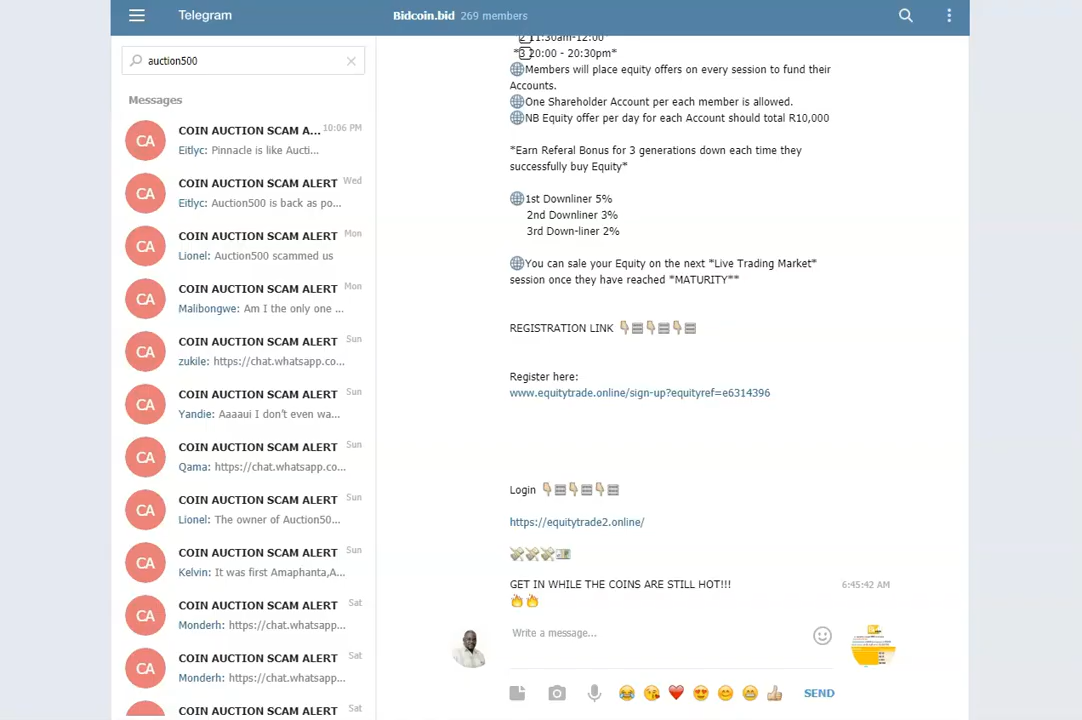 Telegram
Bidcoin.bid 269 members
auction500
Messages
COIN AUCTION SCAM A... 10:06 PM
Eitlyc: Pinnacle is like Aucti...
COIN AUCTION SCAM ALERT Wed
Eitlyc: Auction500 is back as po...
COIN AUCTION SCAM ALERT Mon
Lionel: Auction500 scammed us
COIN AUCTION SCAM ALERT Mon
Malibongwe: Am I the only one ...
COIN AUCTION SCAM ALERT Sun
zukile: https://chat.whatsapp.co...
COIN AUCTION SCAM ALERT Sun
Yandie: Aaaaui I don't even wa...
COIN AUCTION SCAM ALERT Sun
Qama: https://chat.whatsapp.co...
COIN AUCTION SCAM ALERT Sun
Lionel: The owner of Auction50...
COIN AUCTION SCAM ALERT Sun
Kelvin: It was first Amaphanta,A...
COIN AUCTION SCAM ALERT Sat
Monderh: https://chat.whatsapp...
COIN AUCTION SCAM ALERT Sat
Monderh: https://chat.whatsapp...
COIN AUCTION SCAM ALERT Sat
11:30am-12:00
*3 20:00 - 20:30pm*
🌐Members will place equity offers on every session to fund their
Accounts.
🌐One Shareholder Account per each member is allowed.
🌐NB Equity offer per day for each Account should total R10,000
*Earn Referal Bonus for 3 generations down each time they
successfully buy Equity*
🌐1st Downliner 5%
2nd Downliner 3%
3rd Down-liner 2%
🌐You can sale your Equity on the next *Live Trading Market*
session once they have reached *MATURITY**
REGISTRATION LINK
Register here:
www.equitytrade.online/sign-up?equityref=e6314396
Login
https://equitytrade2.online/
GET IN WHILE THE COINS ARE STILL HOT!!! 6:45:42 AM
🔥🔥
Write a message...
SEND